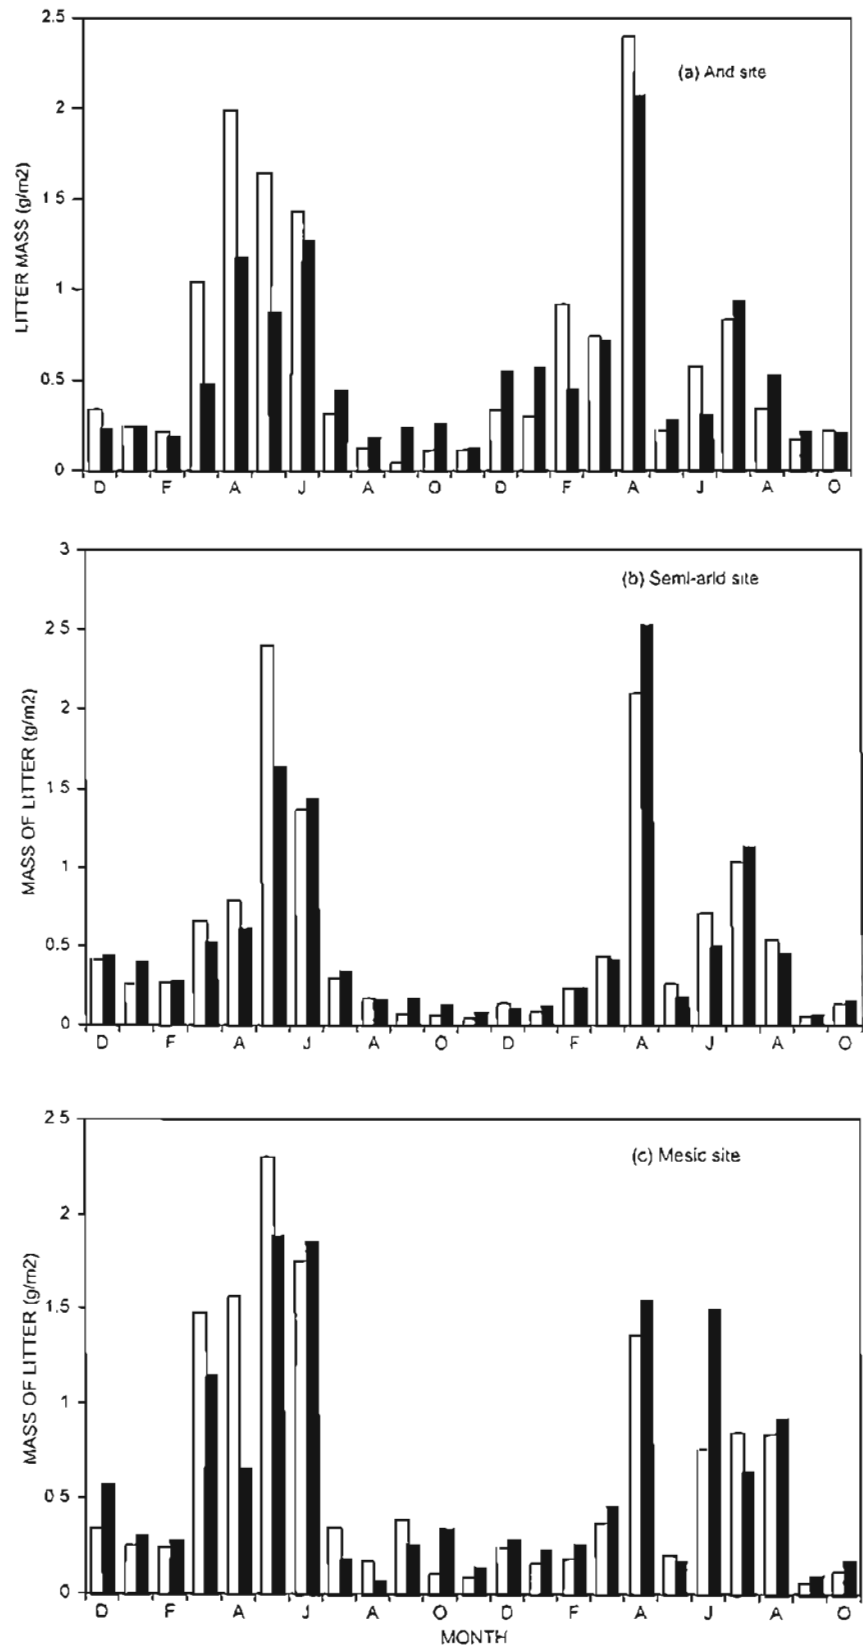 2.5
(a) Arid site
2
1 5
1
0.5
0
LITTER MASS (g/m2)
D F A J A O D F A J A O
3
(b) Semi-arid site
2 5
2
1 5
1
0.5
0
MASS OF LITTER (g/m2)
D F A J A O D F A J A O
2 5
(c) Mesic site
2
1.5
1
0 5
0
MASS OF LITTER (g/m2)
D F A J A O D F A J A O
MONTH